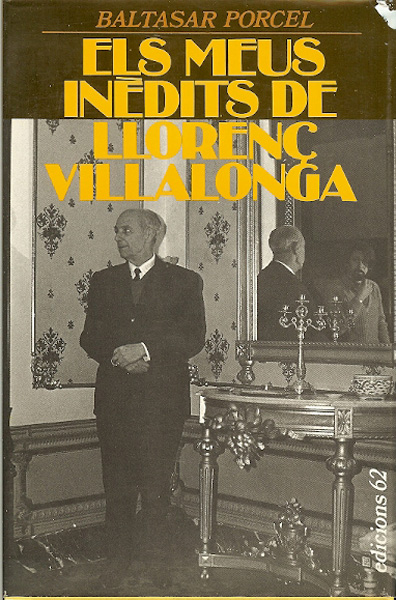 BALTASAR PORCEL
ELS MEUS
INÈDITS DE
LLORENÇ
VILLALONGA
edicions 62